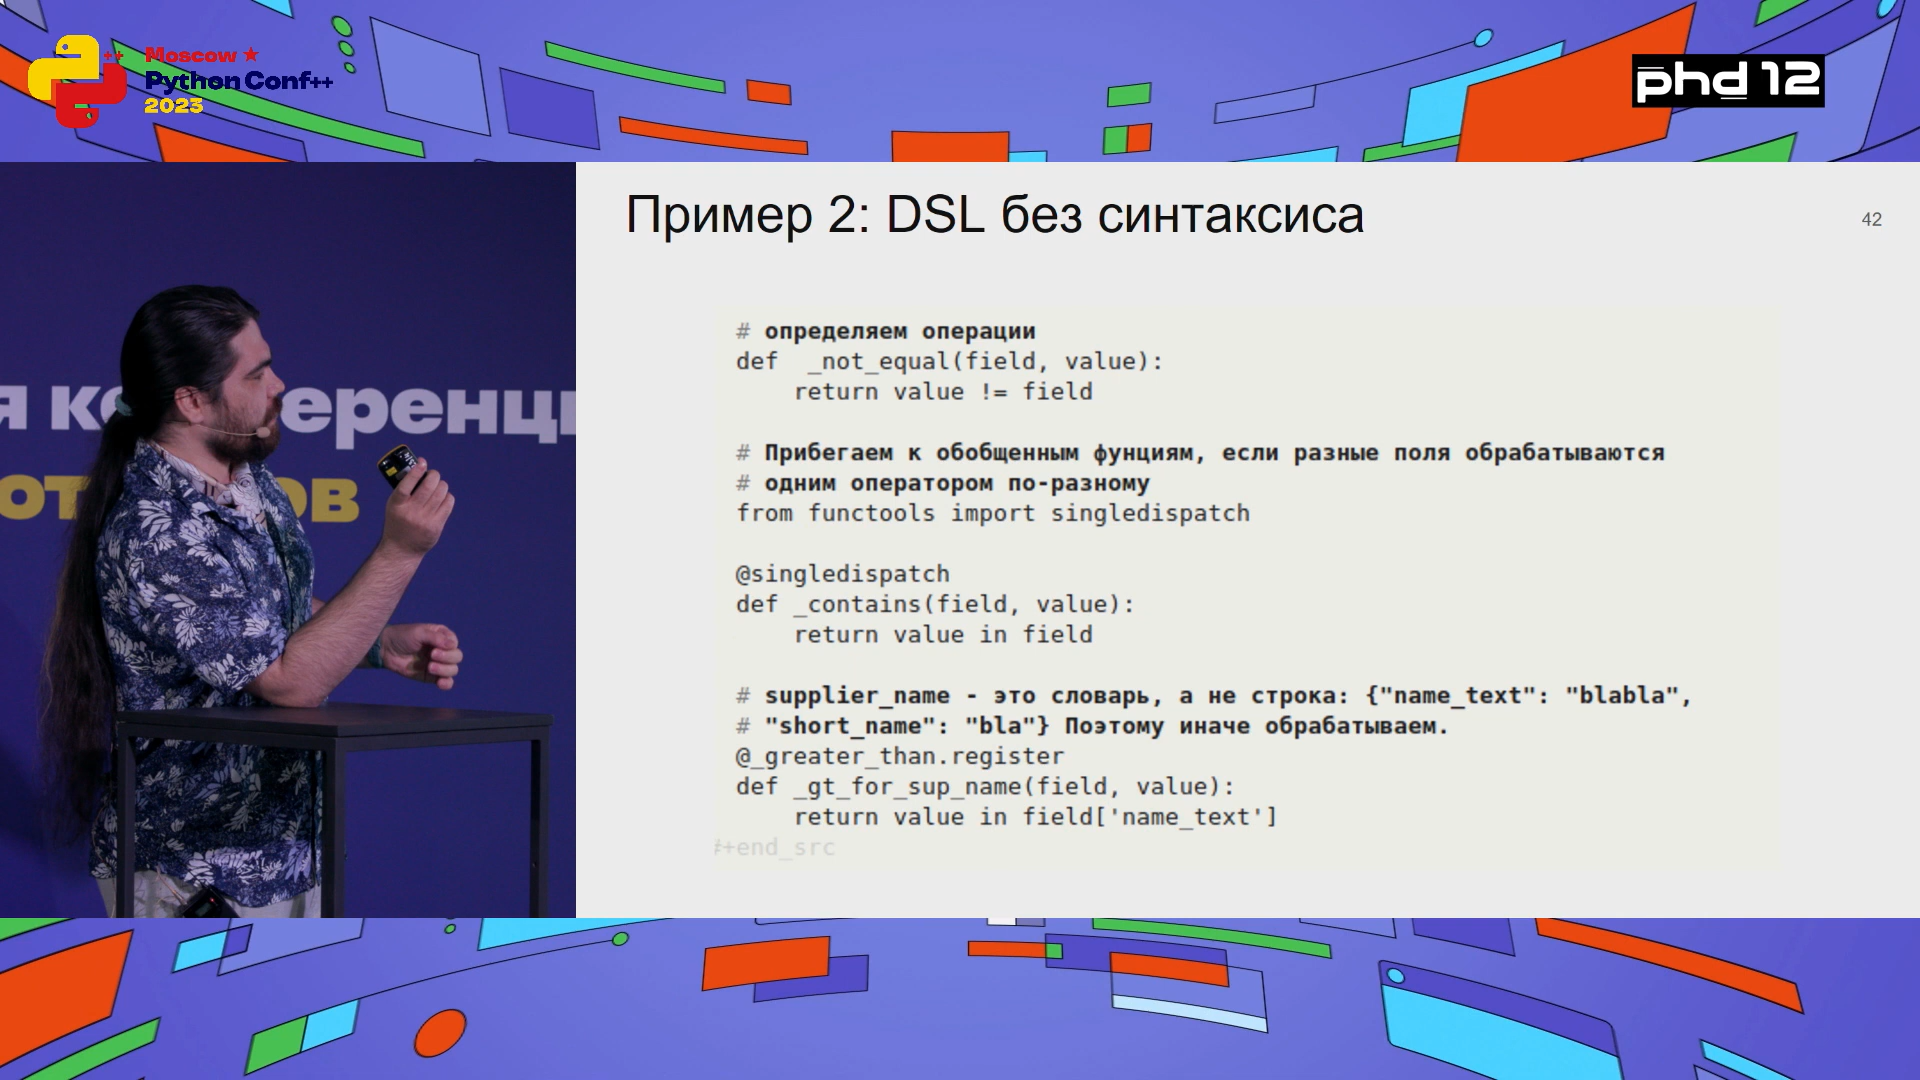 Moscow ★
Python Conf++
2023
++
phd 12
Пример 2: DSL без синтаксиса
42
# определяем операции
def  _not_equal(field, value):
    return value != field
# Прибегаем к обобщенным фунциям, если разные поля обрабатываются
# одним оператором по-разному
from functools import singledispatch
@singledispatch
def _contains(field, value):
    return value in field
# supplier_name - это словарь, а не строка: {"name_text": "blabla",
# "short_name": "bla"} Поэтому иначе обрабатываем.
@_greater_than.register
def _gt_for_sup_name(field, value):
    return value in field['name_text']
#+end_src